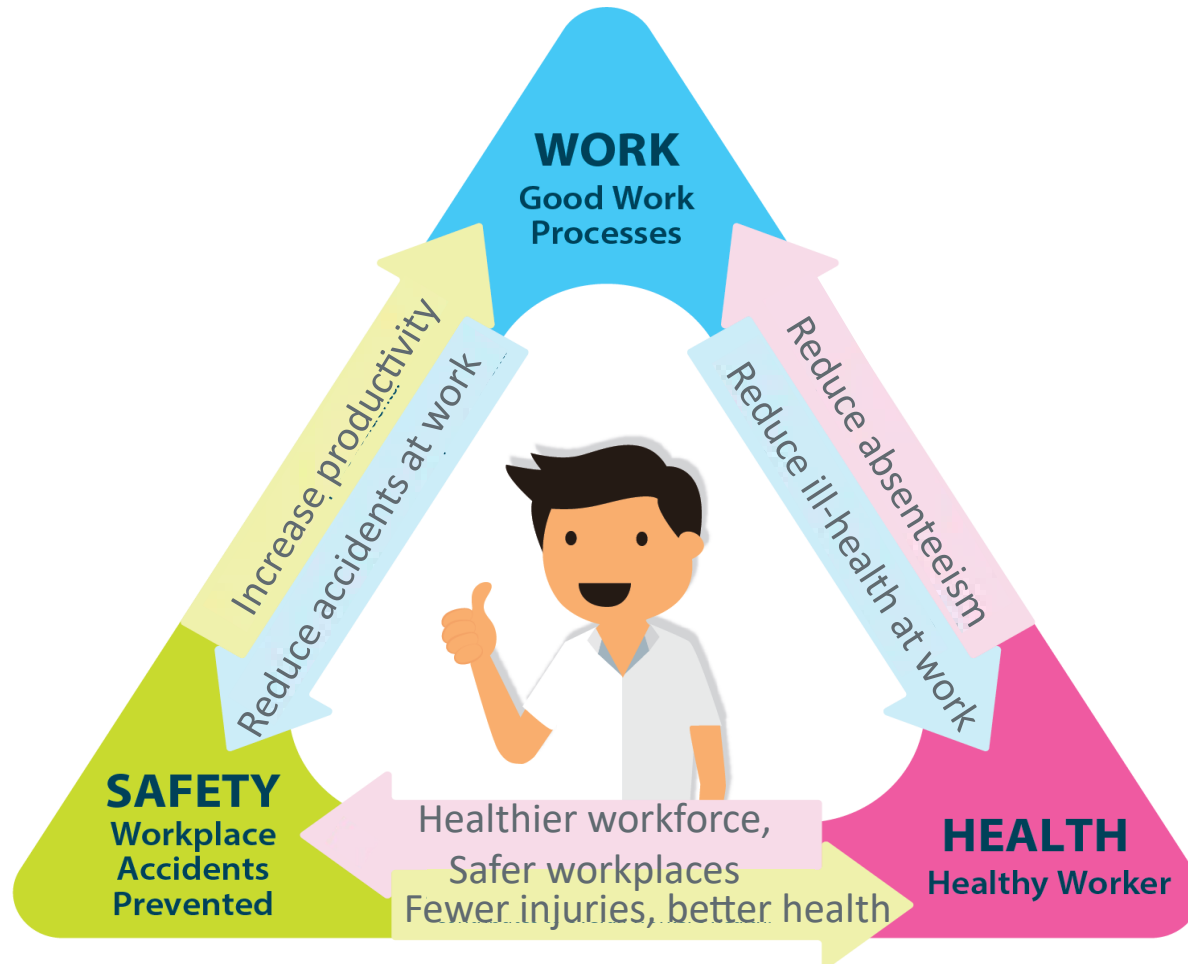 WORK
Good Work
Processes
Increase productivity
Reduce accidents at work
Reduce ill-health at work
Reduce absenteeism
SAFETY
Workplace
Accidents
Prevented
Healthier workforce,
Safer workplaces
Fewer injuries, better health
HEALTH
Healthy Worker